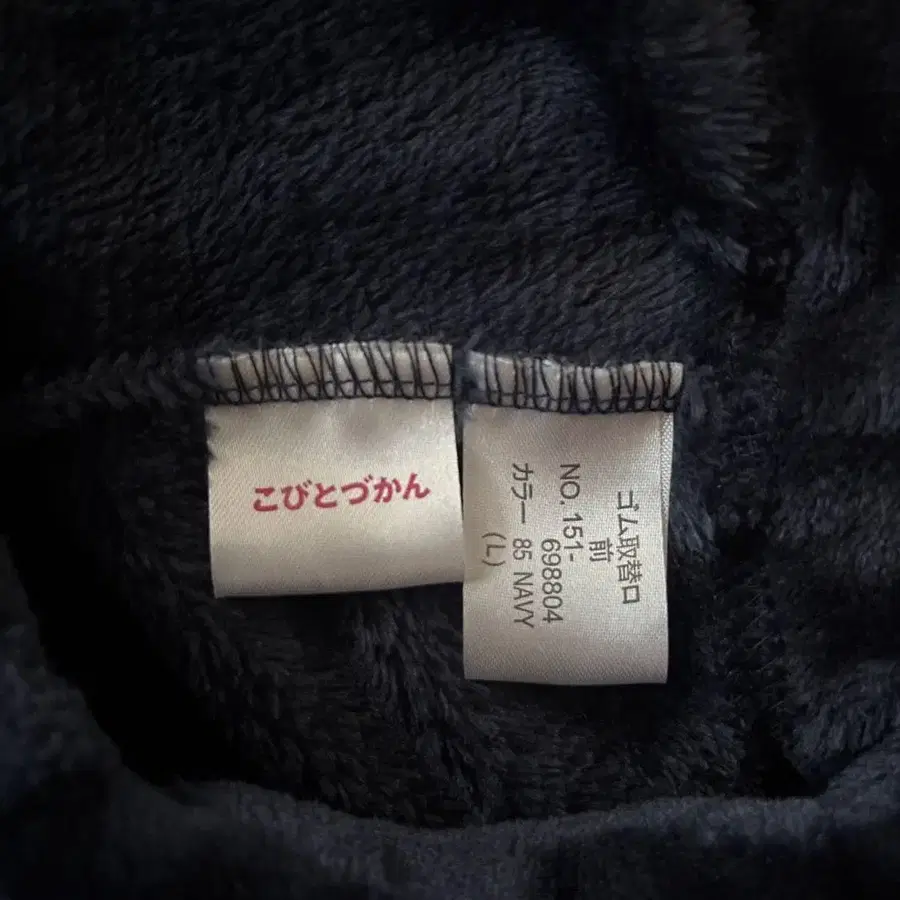 こびとづかん
ゴム取替口
前
NO. 151-
698804
カラー 85 NAVY
(L)